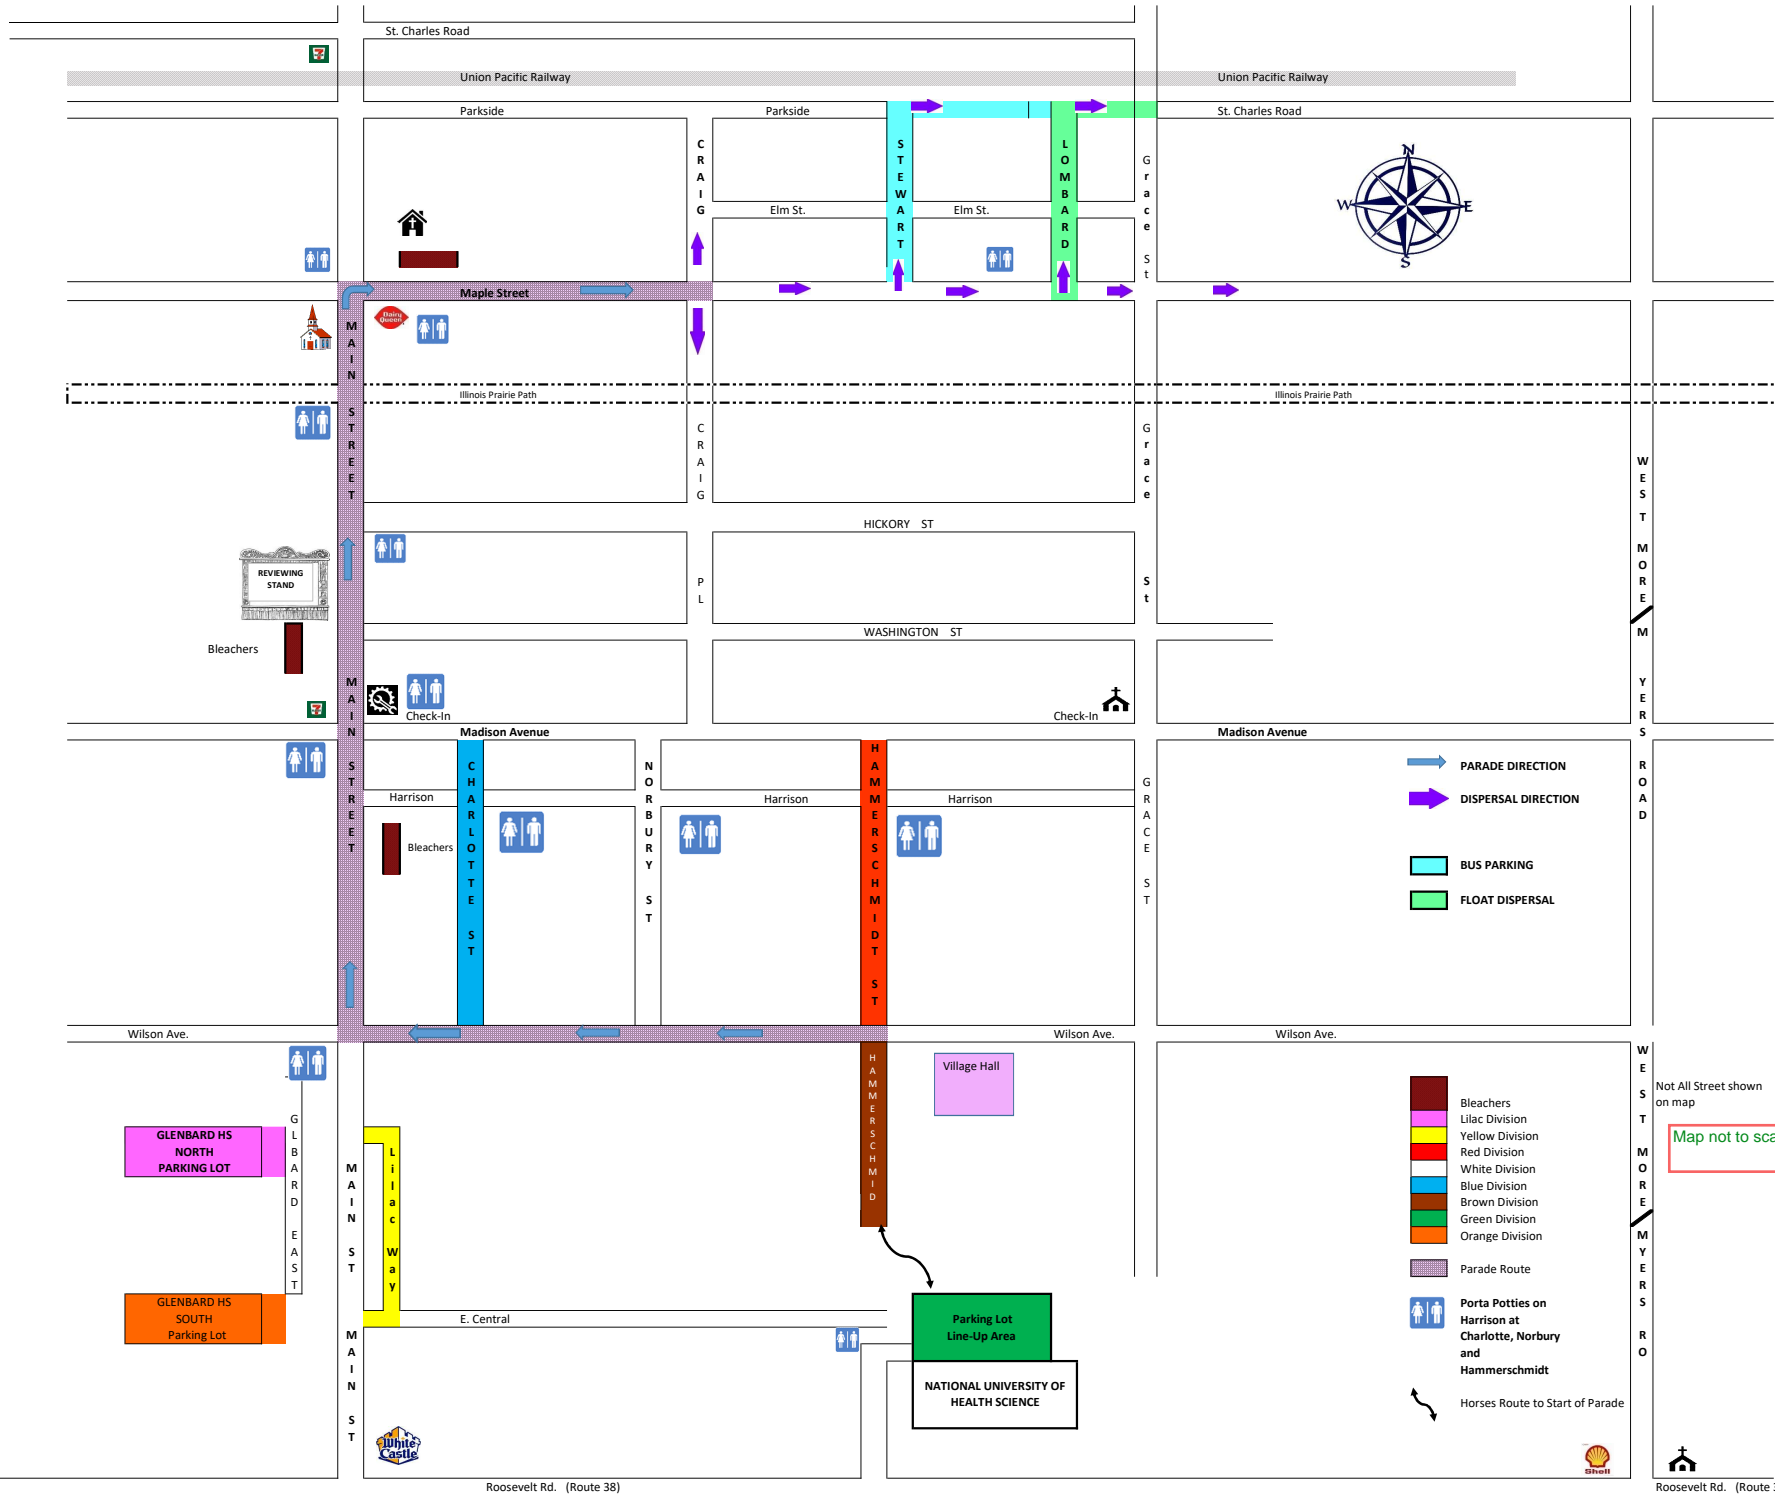 St. Charles Road
7
Union Pacific Railway
Union Pacific Railway
Parkside
Parkside
St. Charles Road
CRAIG
STEWART
LOMBARD
Grace St
N
W
E
S
Elm St.
Elm St.
Maple Street
Dairy
Queen
MAIN STREET
Illinois Prairie Path
Illinois Prairie Path
CRAIG PL
Grace St
WEST MORE / M YERS ROAD
HICKORY ST
REVIEWING
STAND
WASHINGTON ST
Bleachers
MAIN STREET
7
Check-In
Check-In
Madison Avenue
Madison Avenue
CHARLOTTE ST
NORBURY ST
HAMMERSCHMIDT ST
GRACE ST
PARADE DIRECTION
Harrison
Harrison
Harrison
DISPERSAL DIRECTION
Bleachers
BUS PARKING
FLOAT DISPERSAL
Wilson Ave.
Wilson Ave.
Wilson Ave.
HAMMERSCHMID
Village Hall
WEST MORE / MYERS RO
Not All Street shown
on map
Map not to sca
GLBARD EAST
GLENBARD HS
NORTH
PARKING LOT
MAIN ST
Lilac Way
Bleachers
Lilac Division
Yellow Division
Red Division
White Division
Blue Division
Brown Division
Green Division
Orange Division
Parade Route
GLENBARD HS
SOUTH
Parking Lot
E. Central
MAIN ST
Parking Lot
Line-Up Area
Porta Potties on
Harrison at
Charlotte, Norbury
and
Hammerschmidt
NATIONAL UNIVERSITY OF
HEALTH SCIENCE
Horses Route to Start of Parade
White
Castle
Shell
Roosevelt Rd. (Route 38)
Roosevelt Rd. (Route